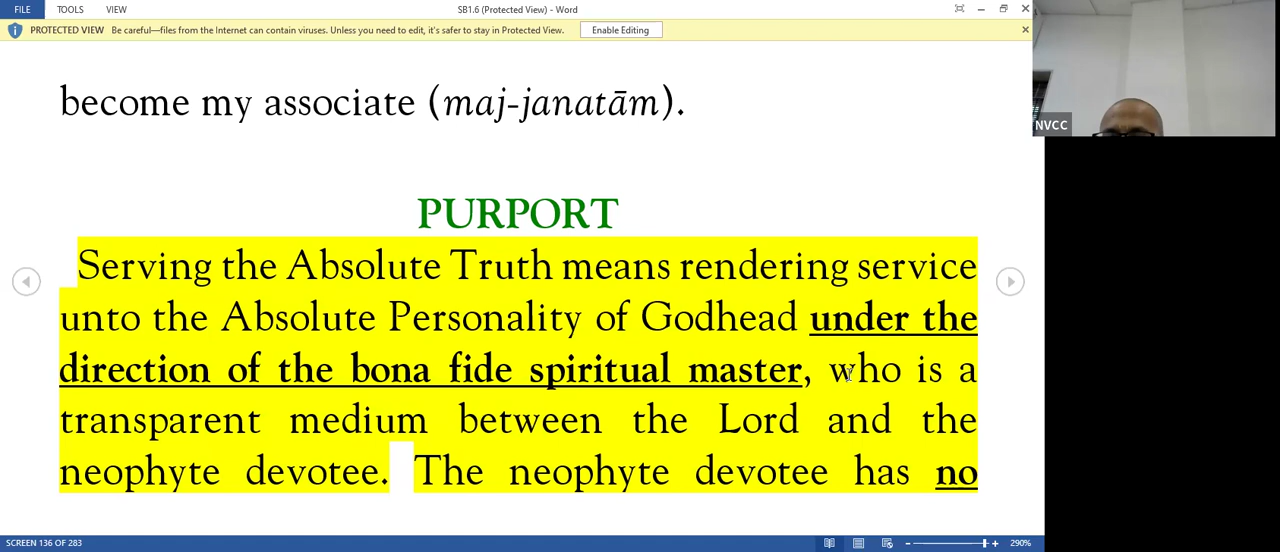 FILE TOOLS VIEW SB1.6 (Protected View) - Word
PROTECTED VIEW Be careful—files from the Internet can contain viruses. Unless you need to edit, it's safer to stay in Protected View. Enable Editing
become my associate (maj-janatām).
NVCC
PURPORT
Serving the Absolute Truth means rendering service
unto the Absolute Personality of Godhead under the
direction of the bona fide spiritual master, who is a
transparent medium between the Lord and the
neophyte devotee. The neophyte devotee has no
SCREEN 136 OF 283 290%